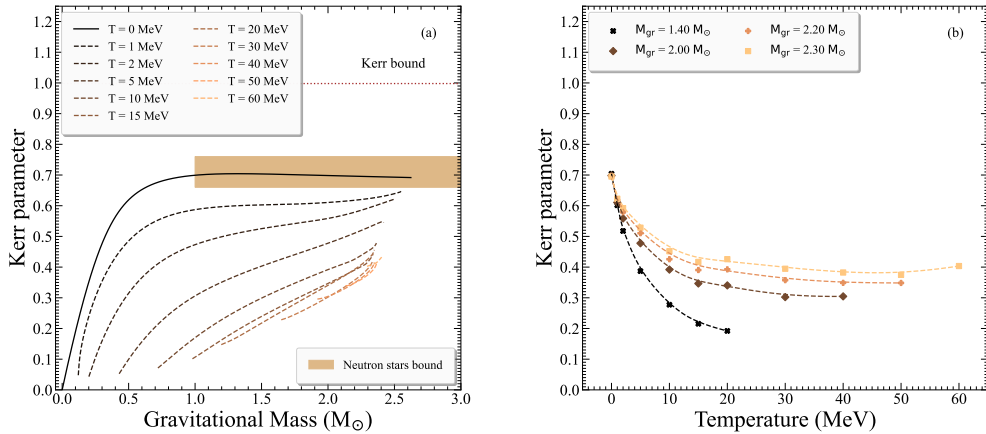 T = 0 MeV
T = 1 MeV
T = 2 MeV
T = 5 MeV
T = 10 MeV
T = 15 MeV
T = 20 MeV
T = 30 MeV
T = 40 MeV
T = 50 MeV
T = 60 MeV
(a)
Kerr bound
Neutron stars bound
1.2
1.1
1.0
0.9
0.8
0.7
0.6
0.5
0.4
0.3
0.2
0.1
0.0
Kerr parameter
0.0 0.5 1.0 1.5 2.0 2.5 3.0
Gravitational Mass (M☉)
M_gr = 1.40 M☉
M_gr = 2.00 M☉
M_gr = 2.20 M☉
M_gr = 2.30 M☉
(b)
1.2
1.1
1.0
0.9
0.8
0.7
0.6
0.5
0.4
0.3
0.2
0.1
0.0
Kerr parameter
0 10 20 30 40 50 60
Temperature (MeV)